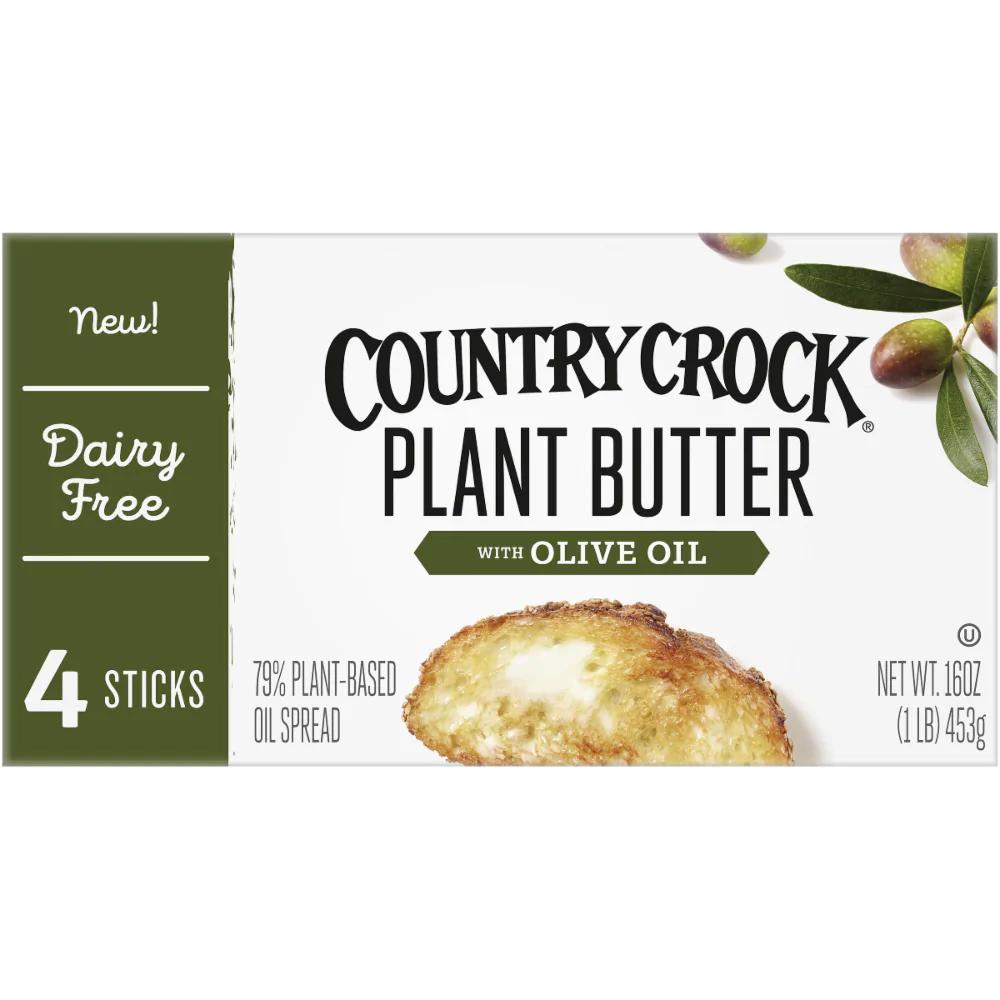 New!
Dairy
Free
4 STICKS
COUNTRY CROCK®
PLANT BUTTER
WITH OLIVE OIL
79% PLANT-BASED
OIL SPREAD
U
NET WT. 16OZ
(1 LB) 453g